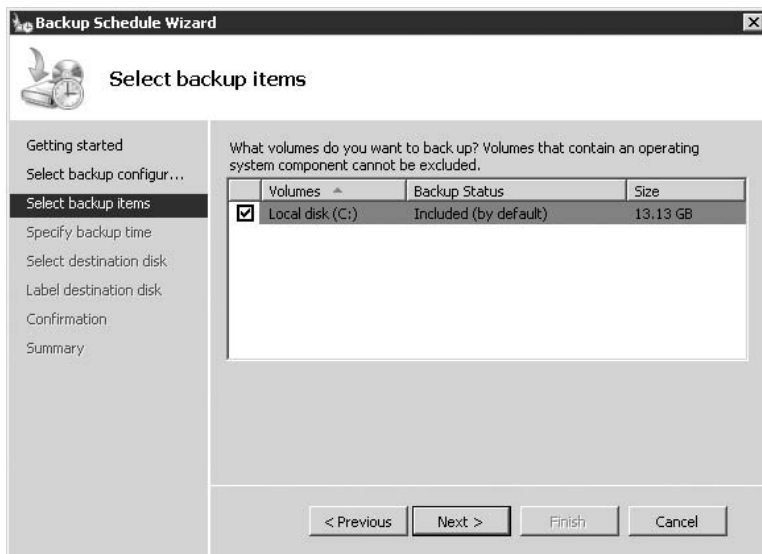 Backup Schedule Wizard
Select backup items
Getting started
Select backup configur...
Select backup items
Specify backup time
Select destination disk
Label destination disk
Confirmation
Summary
What volumes do you want to back up? Volumes that contain an operating
system component cannot be excluded.
Volumes Backup Status Size
Local disk (C:) Included (by default) 13.13 GB
< Previous Next > Finish Cancel